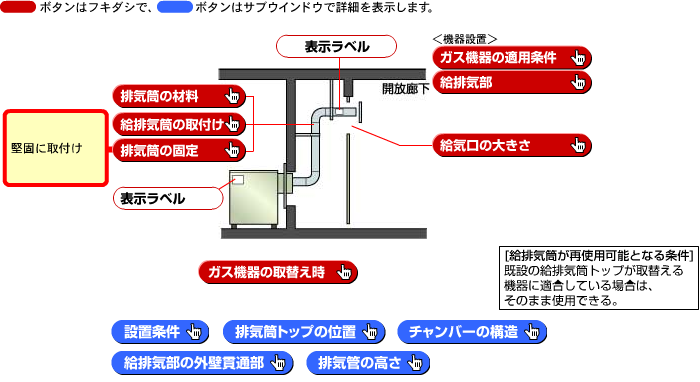 ボタンはフキダシで、 ボタンはサブウインドウで詳細を表示します。
表示ラベル
＜機器設置＞
ガス機器の適用条件
開放廊下
給排気部
排気筒の材料
給排気筒の取付け
排気筒の固定
堅固に取付け
給気口の大きさ
表示ラベル
[給排気筒が再使用可能となる条件]
既設の給排気筒トップが取替える
機器に適合している場合は、
そのまま使用できる。
ガス機器の取替え時
設置条件
排気筒トップの位置
チャンバーの構造
給排気部の外壁貫通部
排気管の高さ